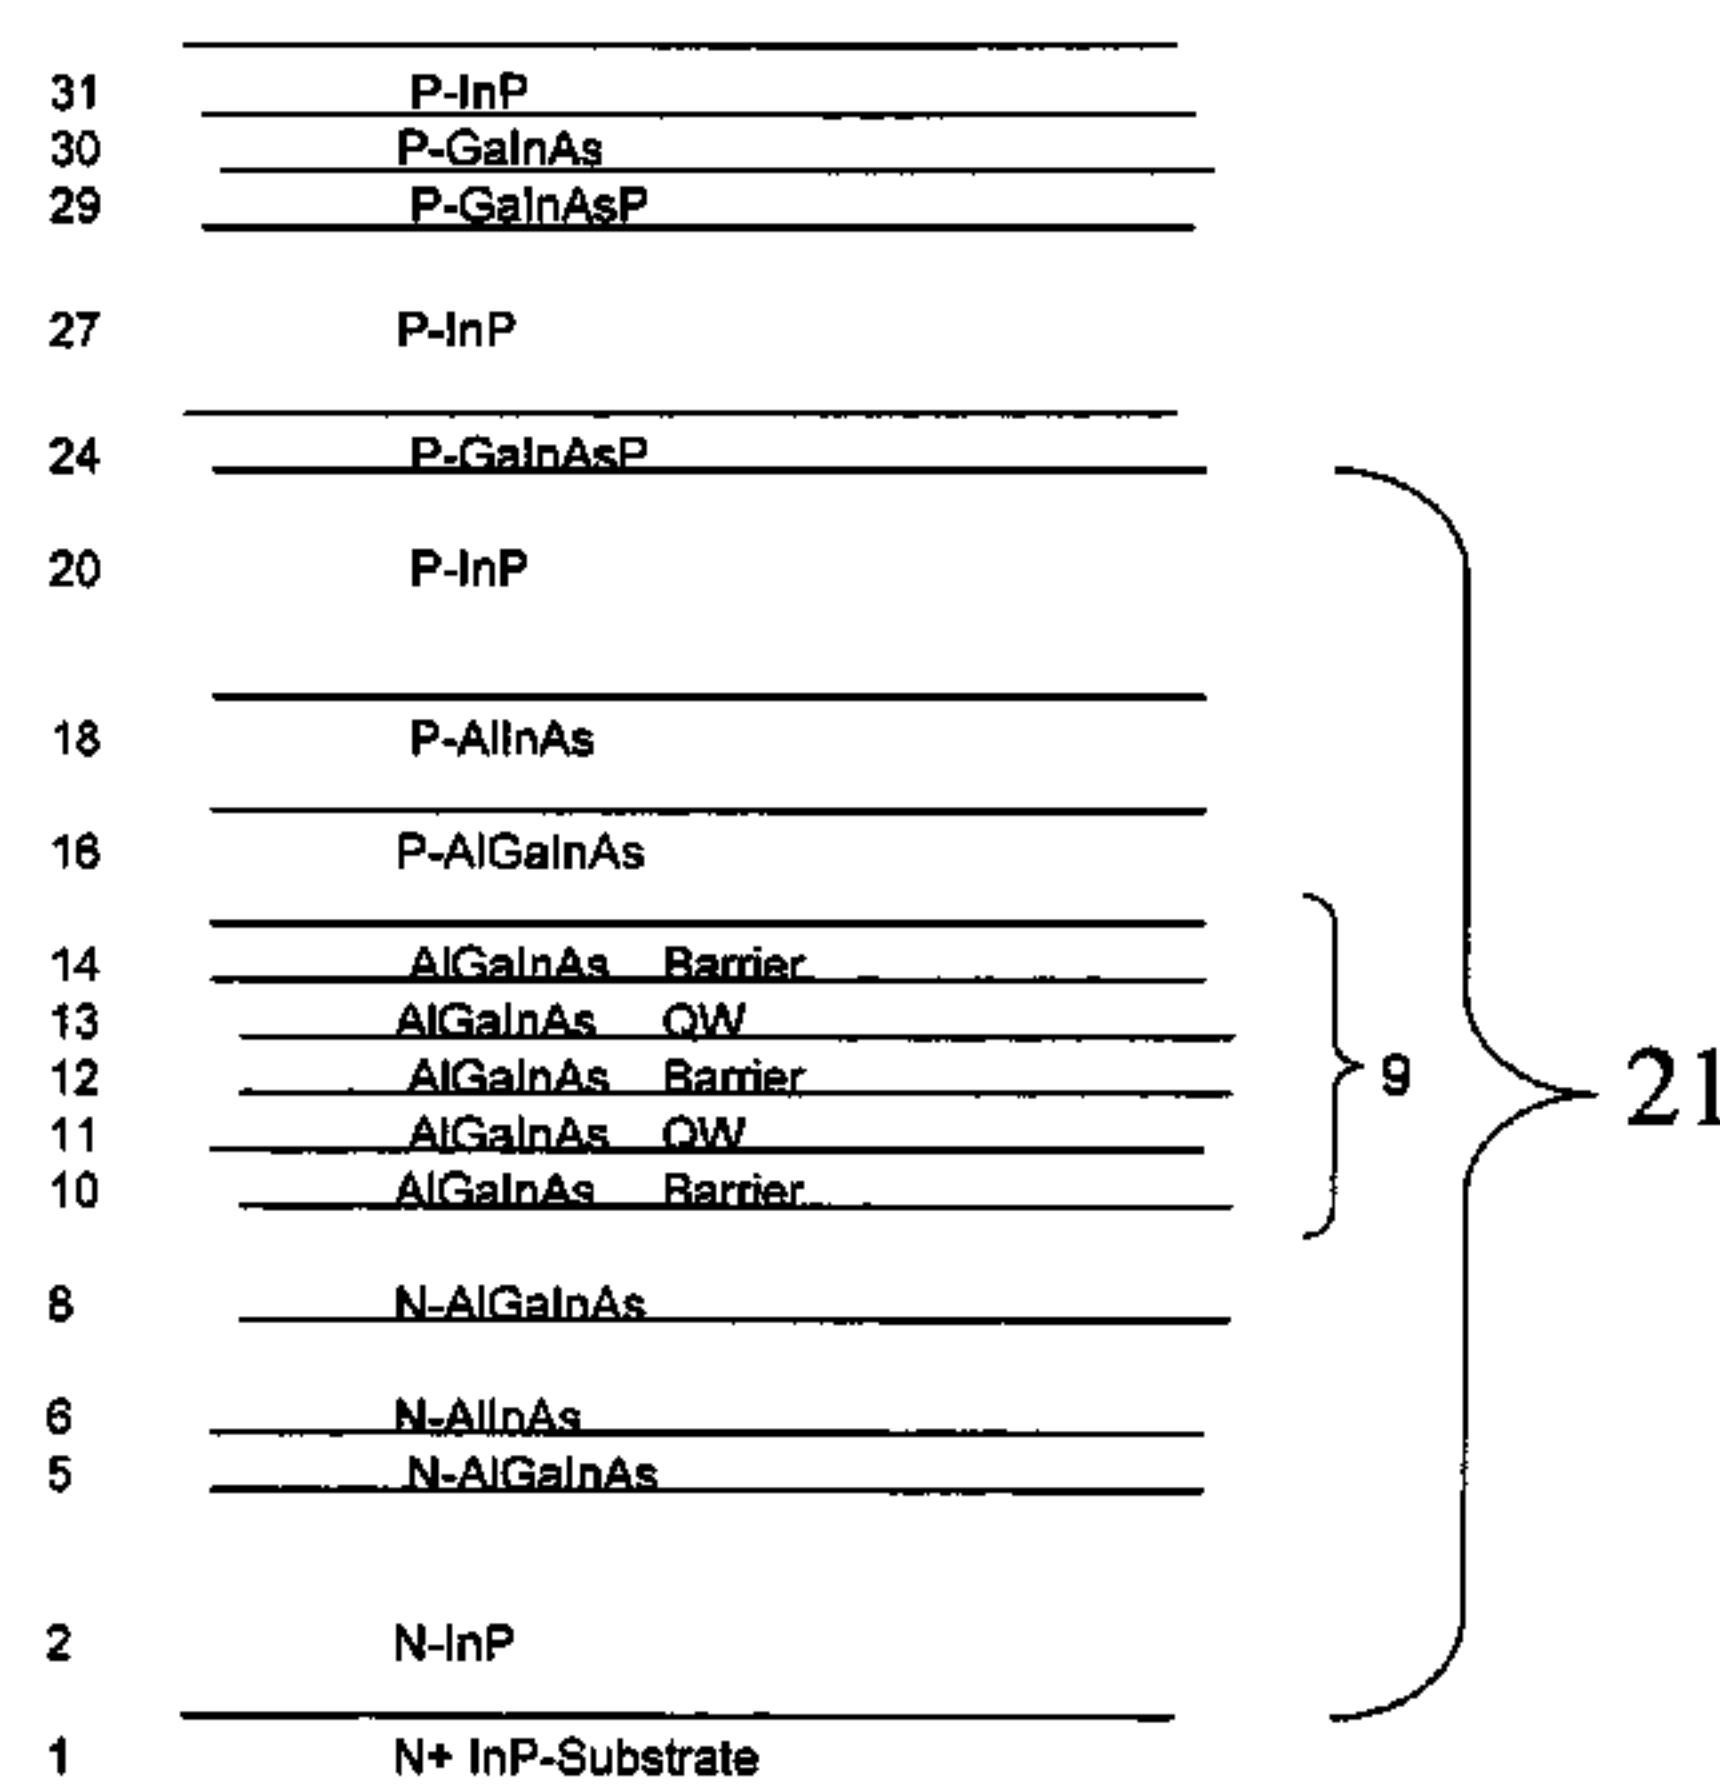 31 P-InP
30 P-GaInAs
29 P-GaInAsP
27 P-InP
24 P-GaInAsP
20 P-InP
18 P-AlInAs
16 P-AlGaInAs
14 AlGaInAs Barrier
13 AlGaInAs QW
12 AlGaInAs Barrier
9
21
11 AlGaInAs QW
10 AlGaInAs Barrier
8 N-AlGaInAs
6 N-AlInAs
5 N-AlGaInAs
2 N-InP
1 N+ InP-Substrate